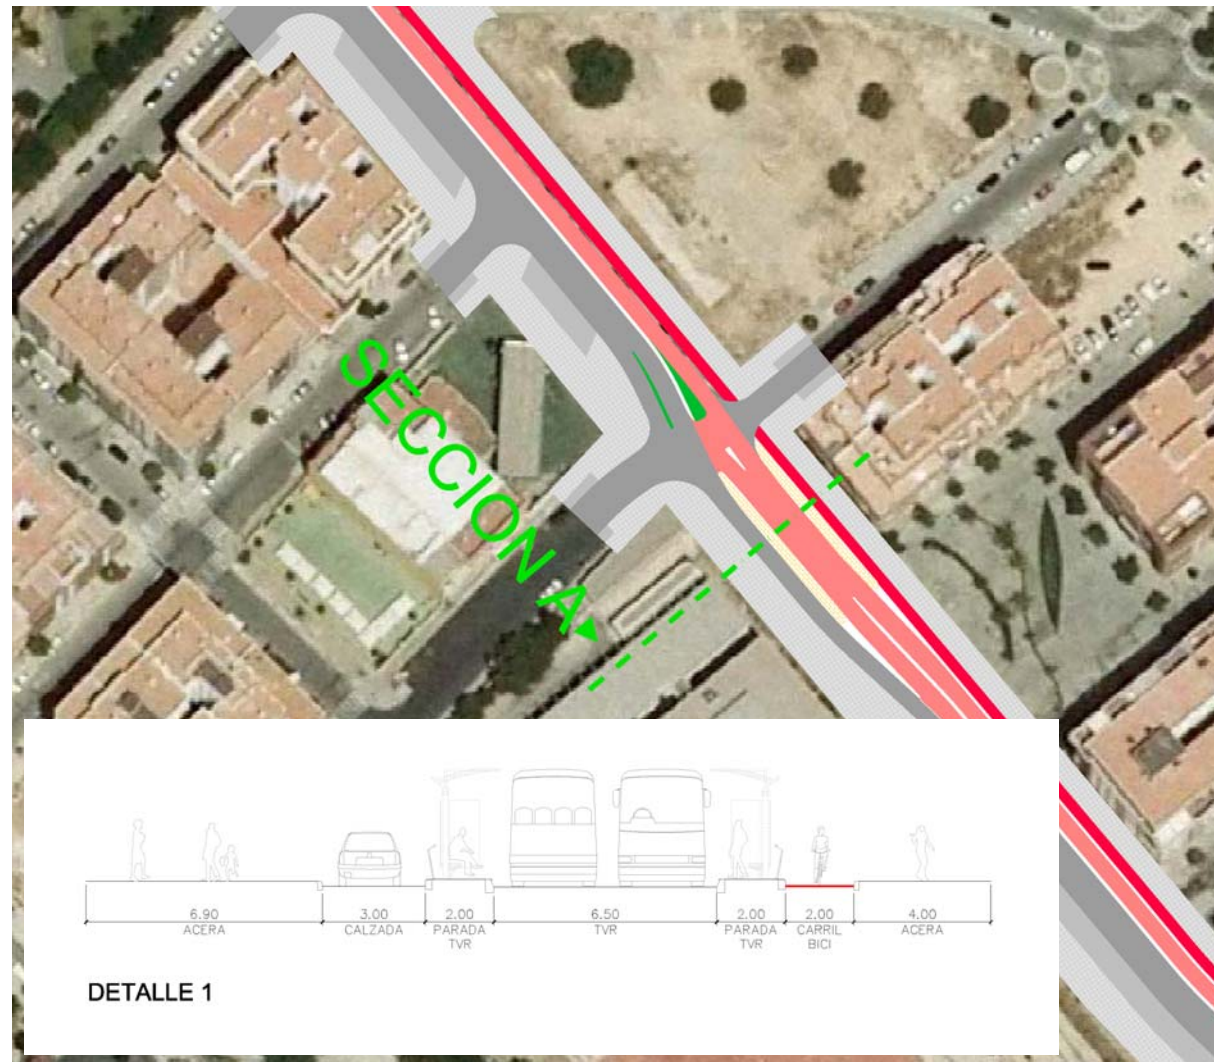 SECCION A
6.90
ACERA
3.00
CALZADA
2.00
PARADA
TVR
6.50
TVR
2.00
PARADA
TVR
2.00
CARRIL
BICI
4.00
ACERA
DETALLE 1